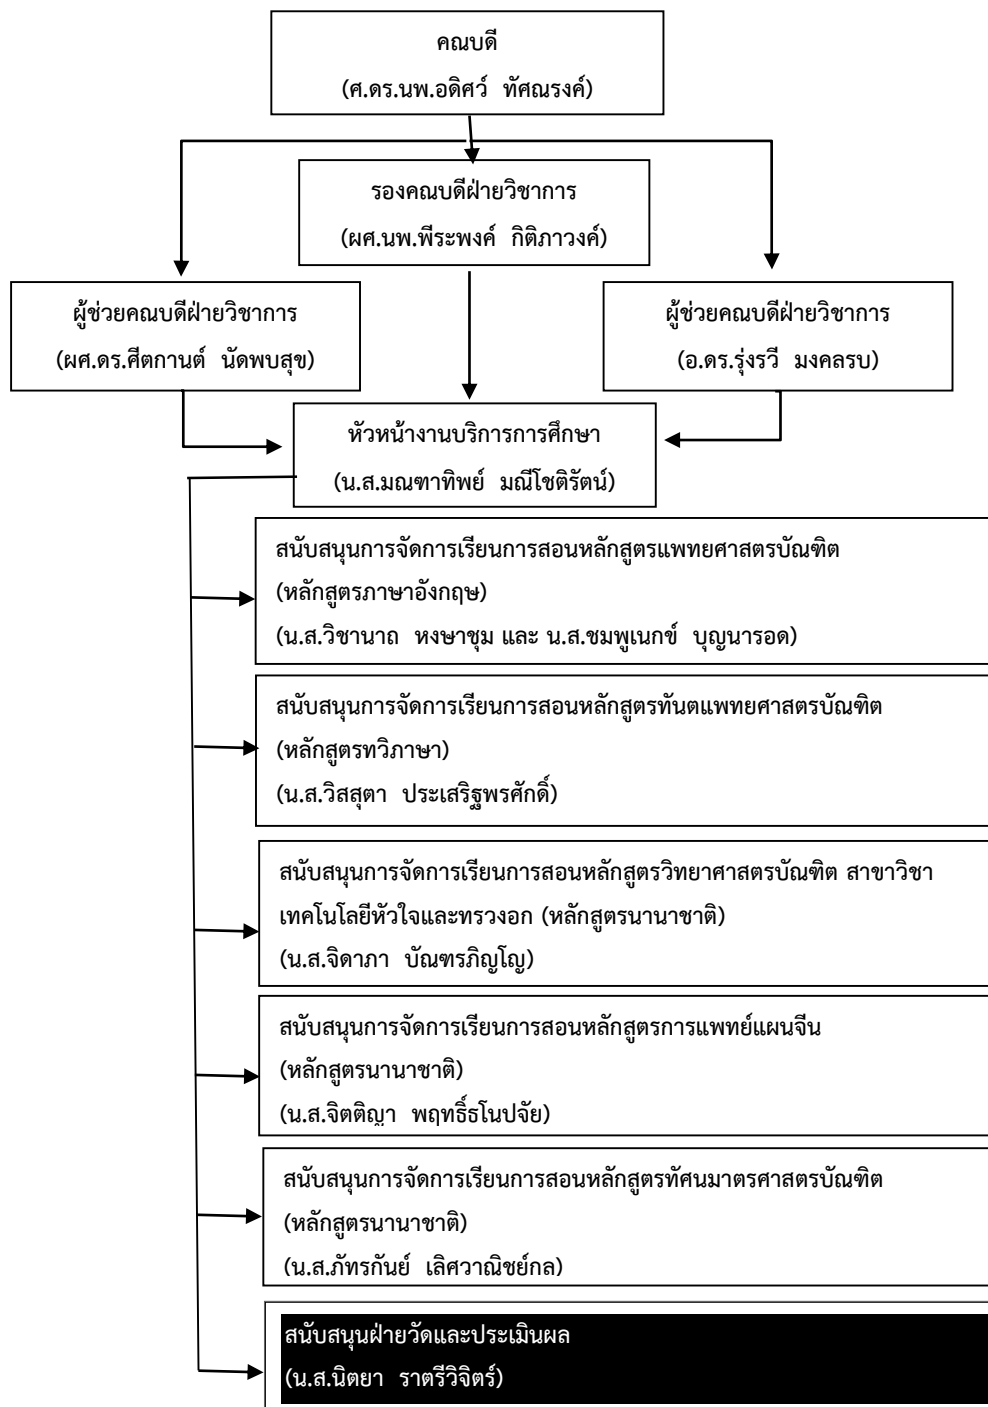 คณบดี
(ศ.ดร.นพ.อดิศว์  ทัศณรงค์)
รองคณบดีฝ่ายวิชาการ
(ผศ.นพ.พีระพงค์  กิติภาวงค์)
ผู้ช่วยคณบดีฝ่ายวิชาการ
(ผศ.ดร.ศีตกานต์  นัดพบสุข)
ผู้ช่วยคณบดีฝ่ายวิชาการ
(อ.ดร.รุ่งรวี  มงคลรบ)
หัวหน้างานบริการการศึกษา
(น.ส.มณฑาทิพย์  มณีโชติรัตน์)
สนับสนุนการจัดการเรียนการสอนหลักสูตรแพทยศาสตรบัณฑิต
(หลักสูตรภาษาอังกฤษ)
(น.ส.วิชานาถ  หงษาชุม และ น.ส.ชมพูเนกข์  บุญนารอด)
สนับสนุนการจัดการเรียนการสอนหลักสูตรทันตแพทยศาสตรบัณฑิต
(หลักสูตรทวิภาษา)
(น.ส.วิสสุตา  ประเสริฐพรศักดิ์)
สนับสนุนการจัดการเรียนการสอนหลักสูตรวิทยาศาสตรบัณฑิต สาขาวิชา
เทคโนโลยีหัวใจและทรวงอก (หลักสูตรนานาชาติ)
(น.ส.จิดาภา  บัณฑรภิญโญ)
สนับสนุนการจัดการเรียนการสอนหลักสูตรการแพทย์แผนจีน
(หลักสูตรนานาชาติ)
(น.ส.จิตติญา  พฤทธิ์ธโนปจัย)
สนับสนุนการจัดการเรียนการสอนหลักสูตรทัศนมาตรศาสตรบัณฑิต
(หลักสูตรนานาชาติ)
(น.ส.ภัทรกันย์  เลิศวาณิชย์กล)
สนับสนุนฝ่ายวัดและประเมินผล
(น.ส.นิตยา  ราตรีวิจิตร์)